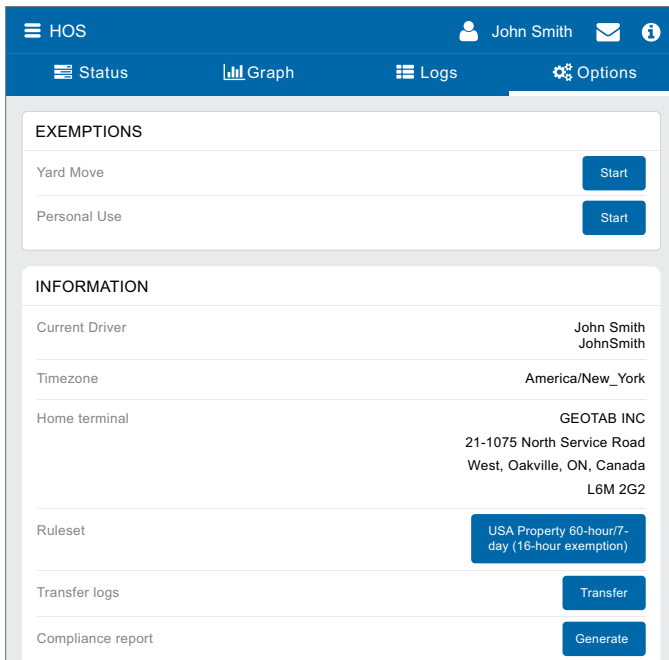 HOS
John Smith
Status
Graph
Logs
Options
EXEMPTIONS
Yard Move
Start
Personal Use
Start
INFORMATION
Current Driver
John Smith
JohnSmith
Timezone
America/New_York
Home terminal
GEOTAB INC
21-1075 North Service Road
West, Oakville, ON, Canada
L6M 2G2
Ruleset
USA Property 60-hour/7-
day (16-hour exemption)
Transfer logs
Transfer
Compliance report
Generate